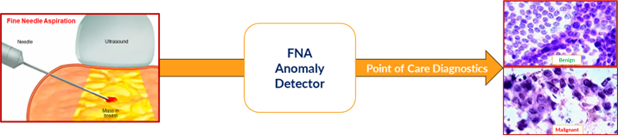 Fine Needle Aspiration
Needle
Ultrasound
Mass in
breast
FNA
Anomaly
Detector
Point of Care Diagnostics
Benign
Malignant